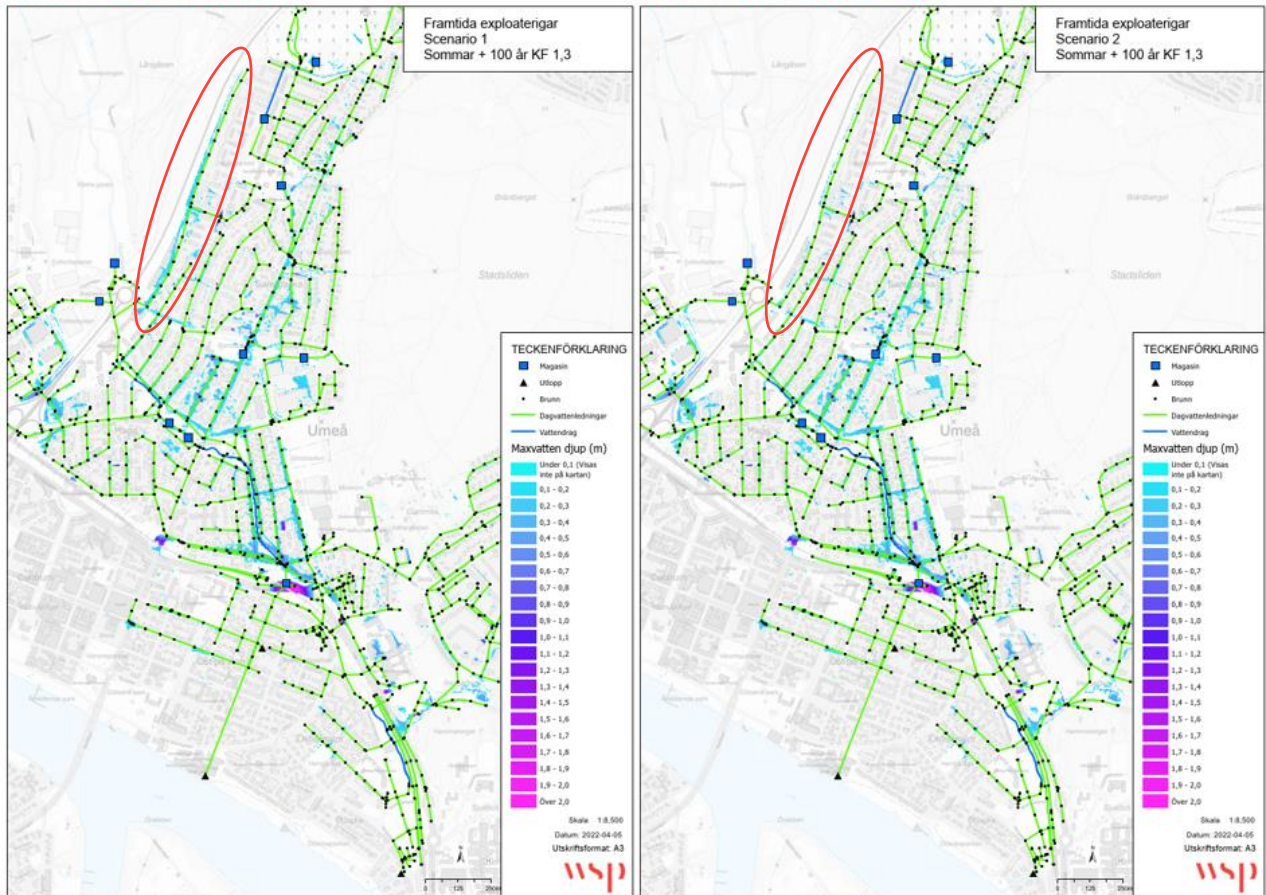 Framtida exploaterigar
Scenario 1
Sommar + 100 år KF 1,3
Umeå
Stadsliden
TECKENFÖRKLARING
Magasin
Utlopp
Brunn
Dagvattenledningar
Vattendrag
Maxvatten djup (m)
Under 0,1 (Visas
inte på kartan)
0,1 - 0,2
0,2 - 0,3
0,3 - 0,4
0,4 - 0,5
0,5 - 0,6
0,6 - 0,7
0,7 - 0,8
0,8 - 0,9
0,9 - 1,0
1,0 - 1,1
1,1 - 1,2
1,2 - 1,3
1,3 - 1,4
1,4 - 1,5
1,5 - 1,6
1,6 - 1,7
1,7 - 1,8
1,8 - 1,9
1,9 - 2,0
Över 2,0
Skala 1:8,500
Datum: 2022-04-05
Utskriftsformat: A3
wsp
Framtida exploaterigar
Scenario 2
Sommar + 100 år KF 1,3
Umeå
Stadsliden
TECKENFÖRKLARING
Magasin
Utlopp
Brunn
Dagvattenledningar
Vattendrag
Maxvatten djup (m)
Under 0,1 (Visas
inte på kartan)
0,1 - 0,2
0,2 - 0,3
0,3 - 0,4
0,4 - 0,5
0,5 - 0,6
0,6 - 0,7
0,7 - 0,8
0,8 - 0,9
0,9 - 1,0
1,0 - 1,1
1,1 - 1,2
1,2 - 1,3
1,3 - 1,4
1,4 - 1,5
1,5 - 1,6
1,6 - 1,7
1,7 - 1,8
1,8 - 1,9
1,9 - 2,0
Över 2,0
Skala 1:8,500
Datum: 2022-04-05
Utskriftsformat: A3
wsp